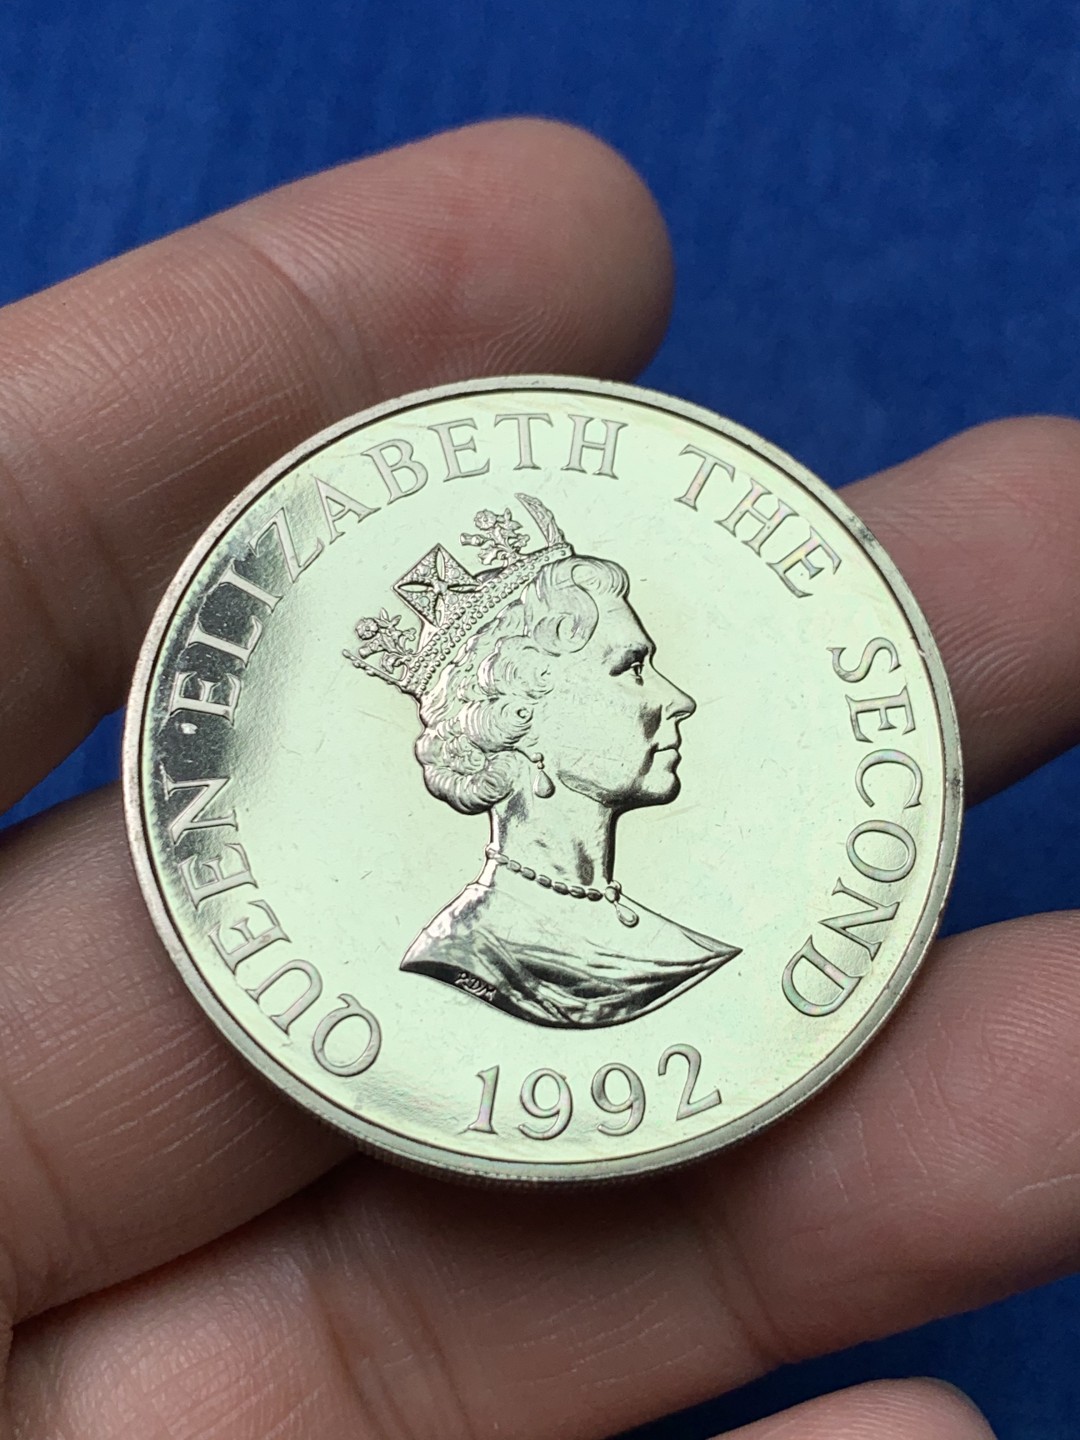 QUEEN ELIZABETH THE SECOND
1992
RDM